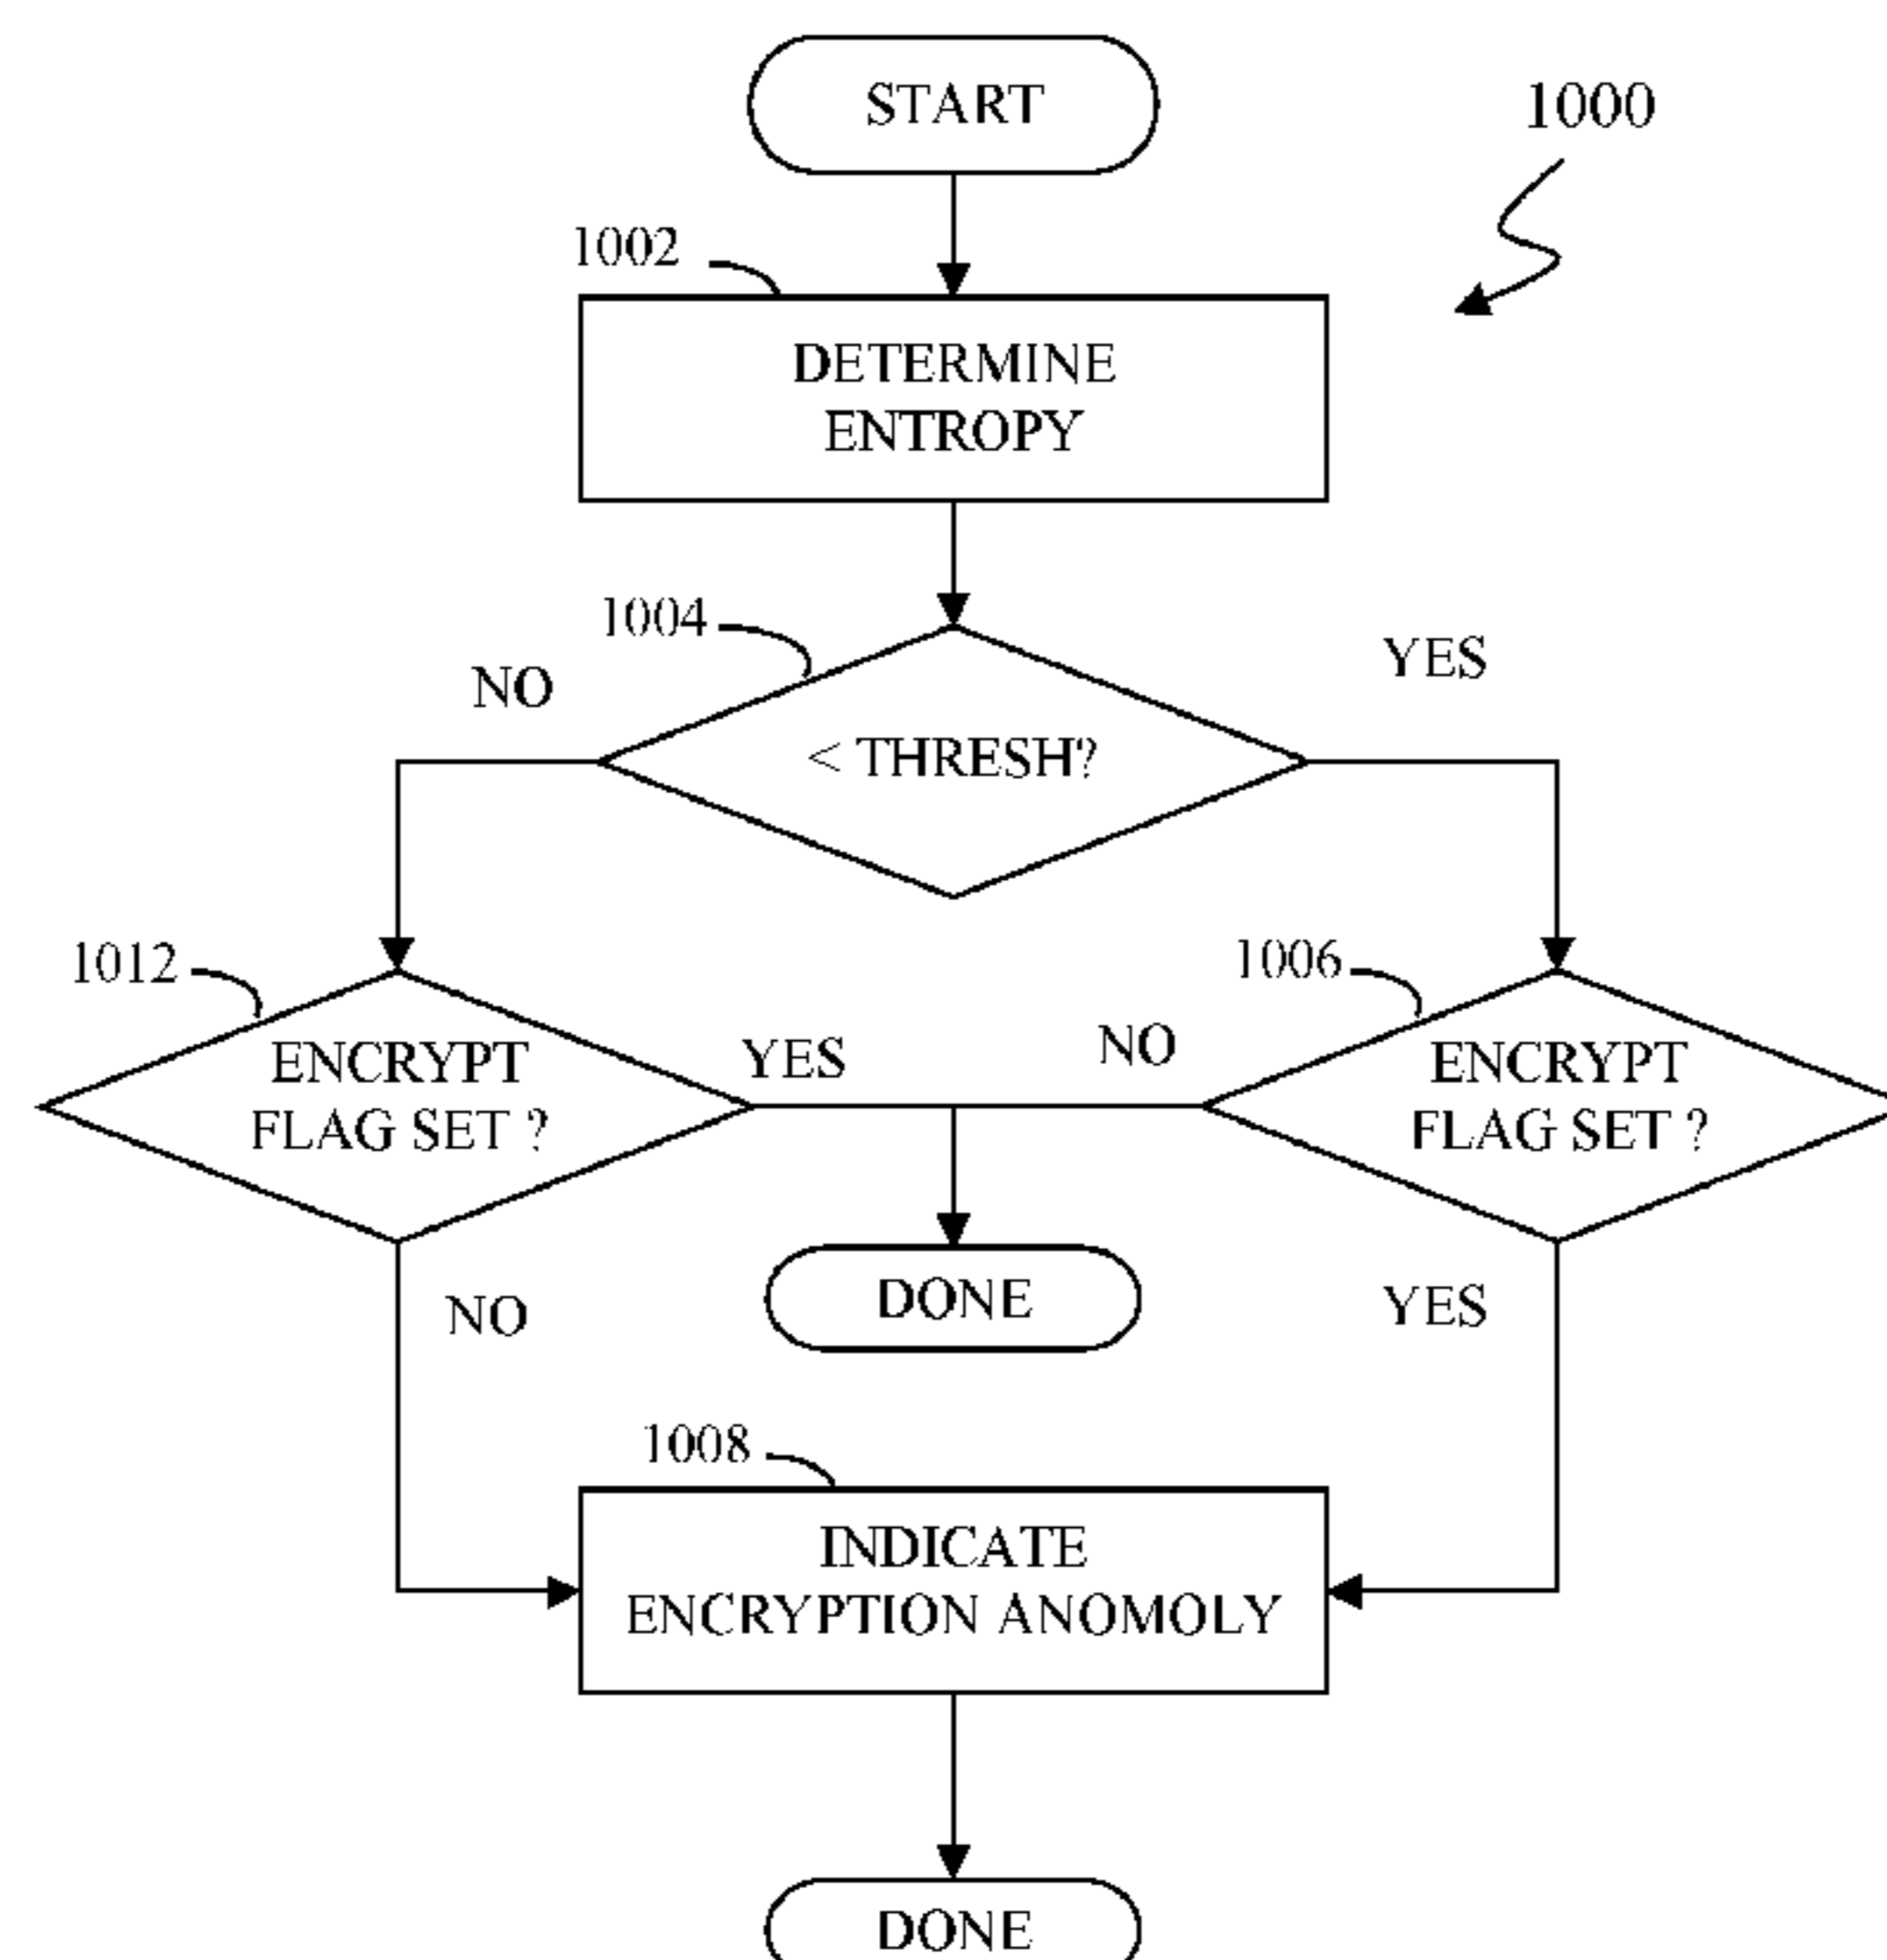 START
1000
1002
DETERMINE
ENTROPY
1004
NO
YES
< THRESH?
1012
1006
ENCRYPT
FLAG SET ?
YES
NO
ENCRYPT
FLAG SET ?
DONE
NO
YES
1008
INDICATE
ENCRYPTION ANOMOLY
DONE